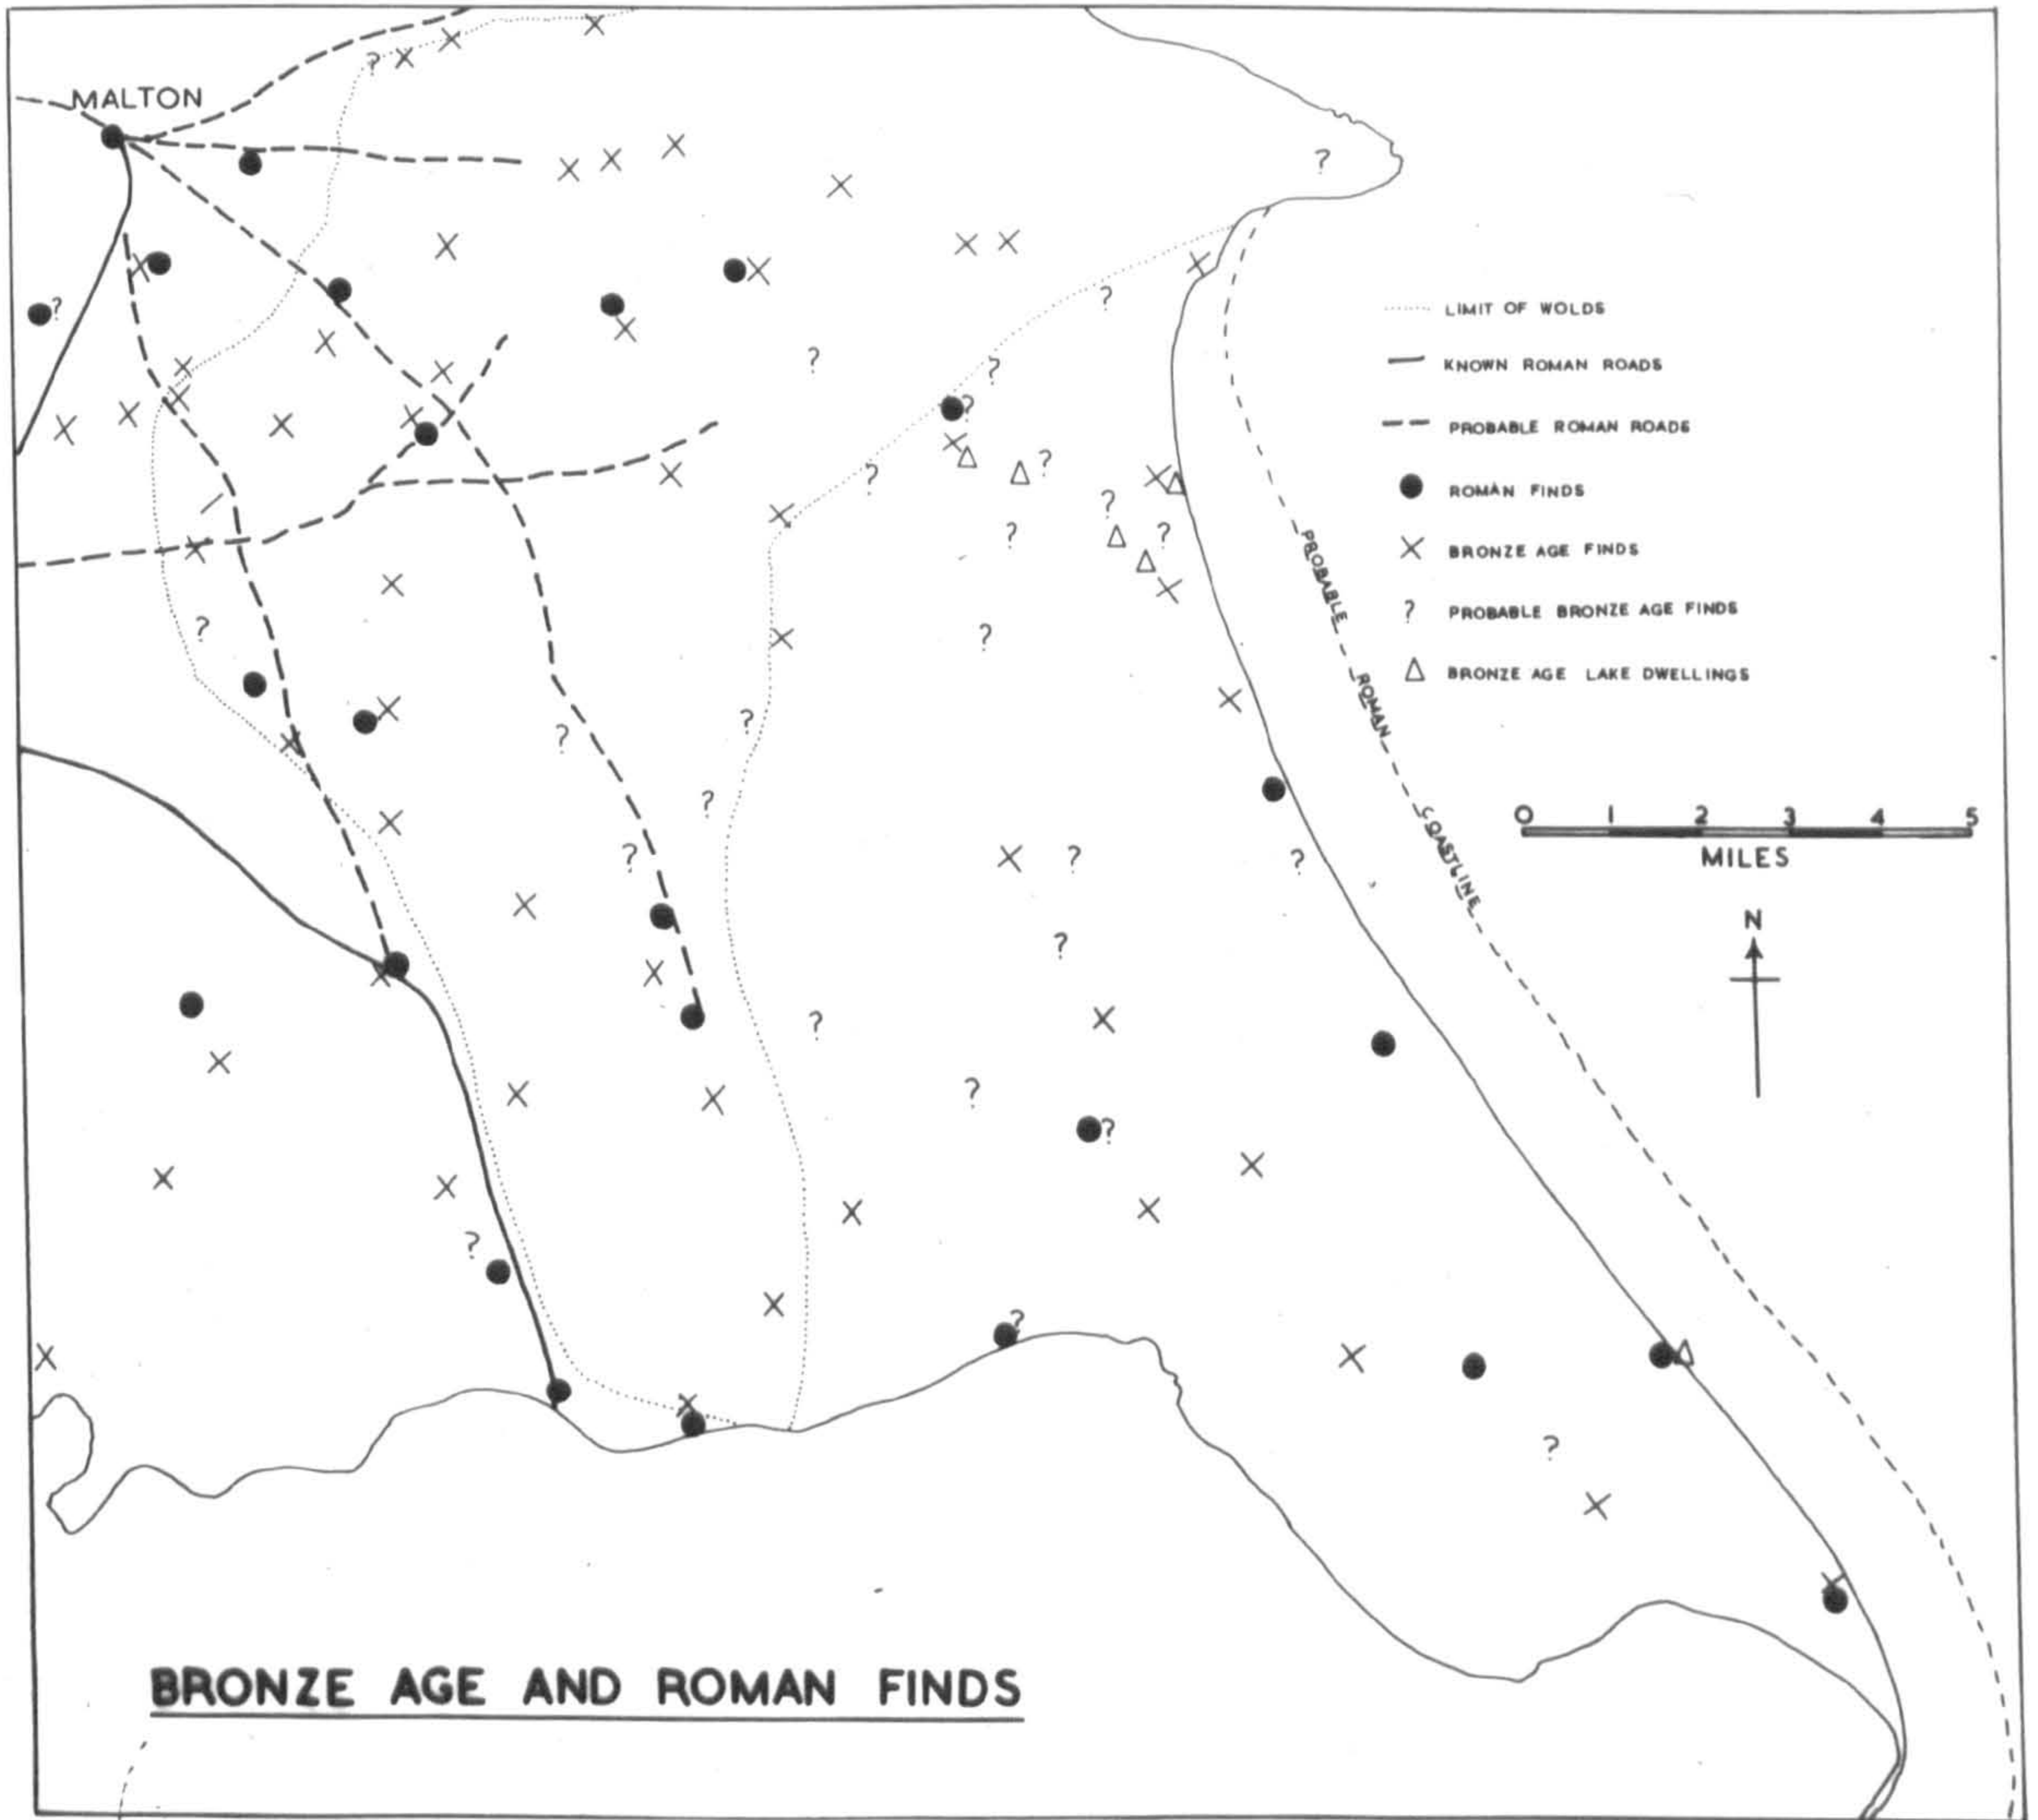 MALTON
LIMIT OF WOLDS
KNOWN ROMAN ROADS
PROBABLE ROMAN ROADS
ROMAN FINDS
BRONZE AGE FINDS
? PROBABLE BRONZE AGE FINDS
BRONZE AGE LAKE DWELLINGS
PROBABLE ROMAN COASTLINE
0 1 2 3 4 5
MILES
N
BRONZE AGE AND ROMAN FINDS